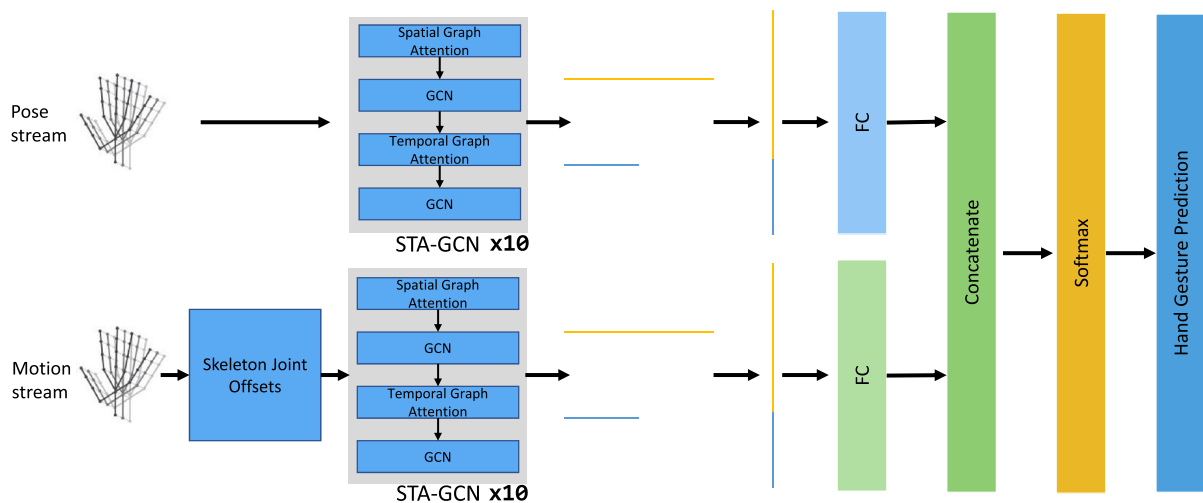 Pose
stream
Spatial Graph
Attention
GCN
Temporal Graph
Attention
GCN
STA-GCN x10
FC
Motion
stream
Skeleton Joint
Offsets
Spatial Graph
Attention
GCN
Temporal Graph
Attention
GCN
STA-GCN x10
FC
Concatenate
Softmax
Hand Gesture Prediction